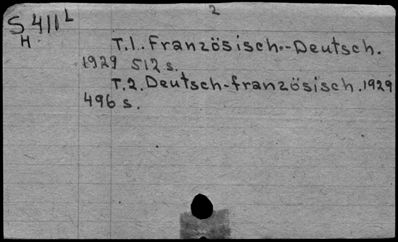 2
S 411 L
H.
T.1. Französisch.-Deutsch.
1929 512 s.
T.2. Deutsch-französisch. 1929
496 s.